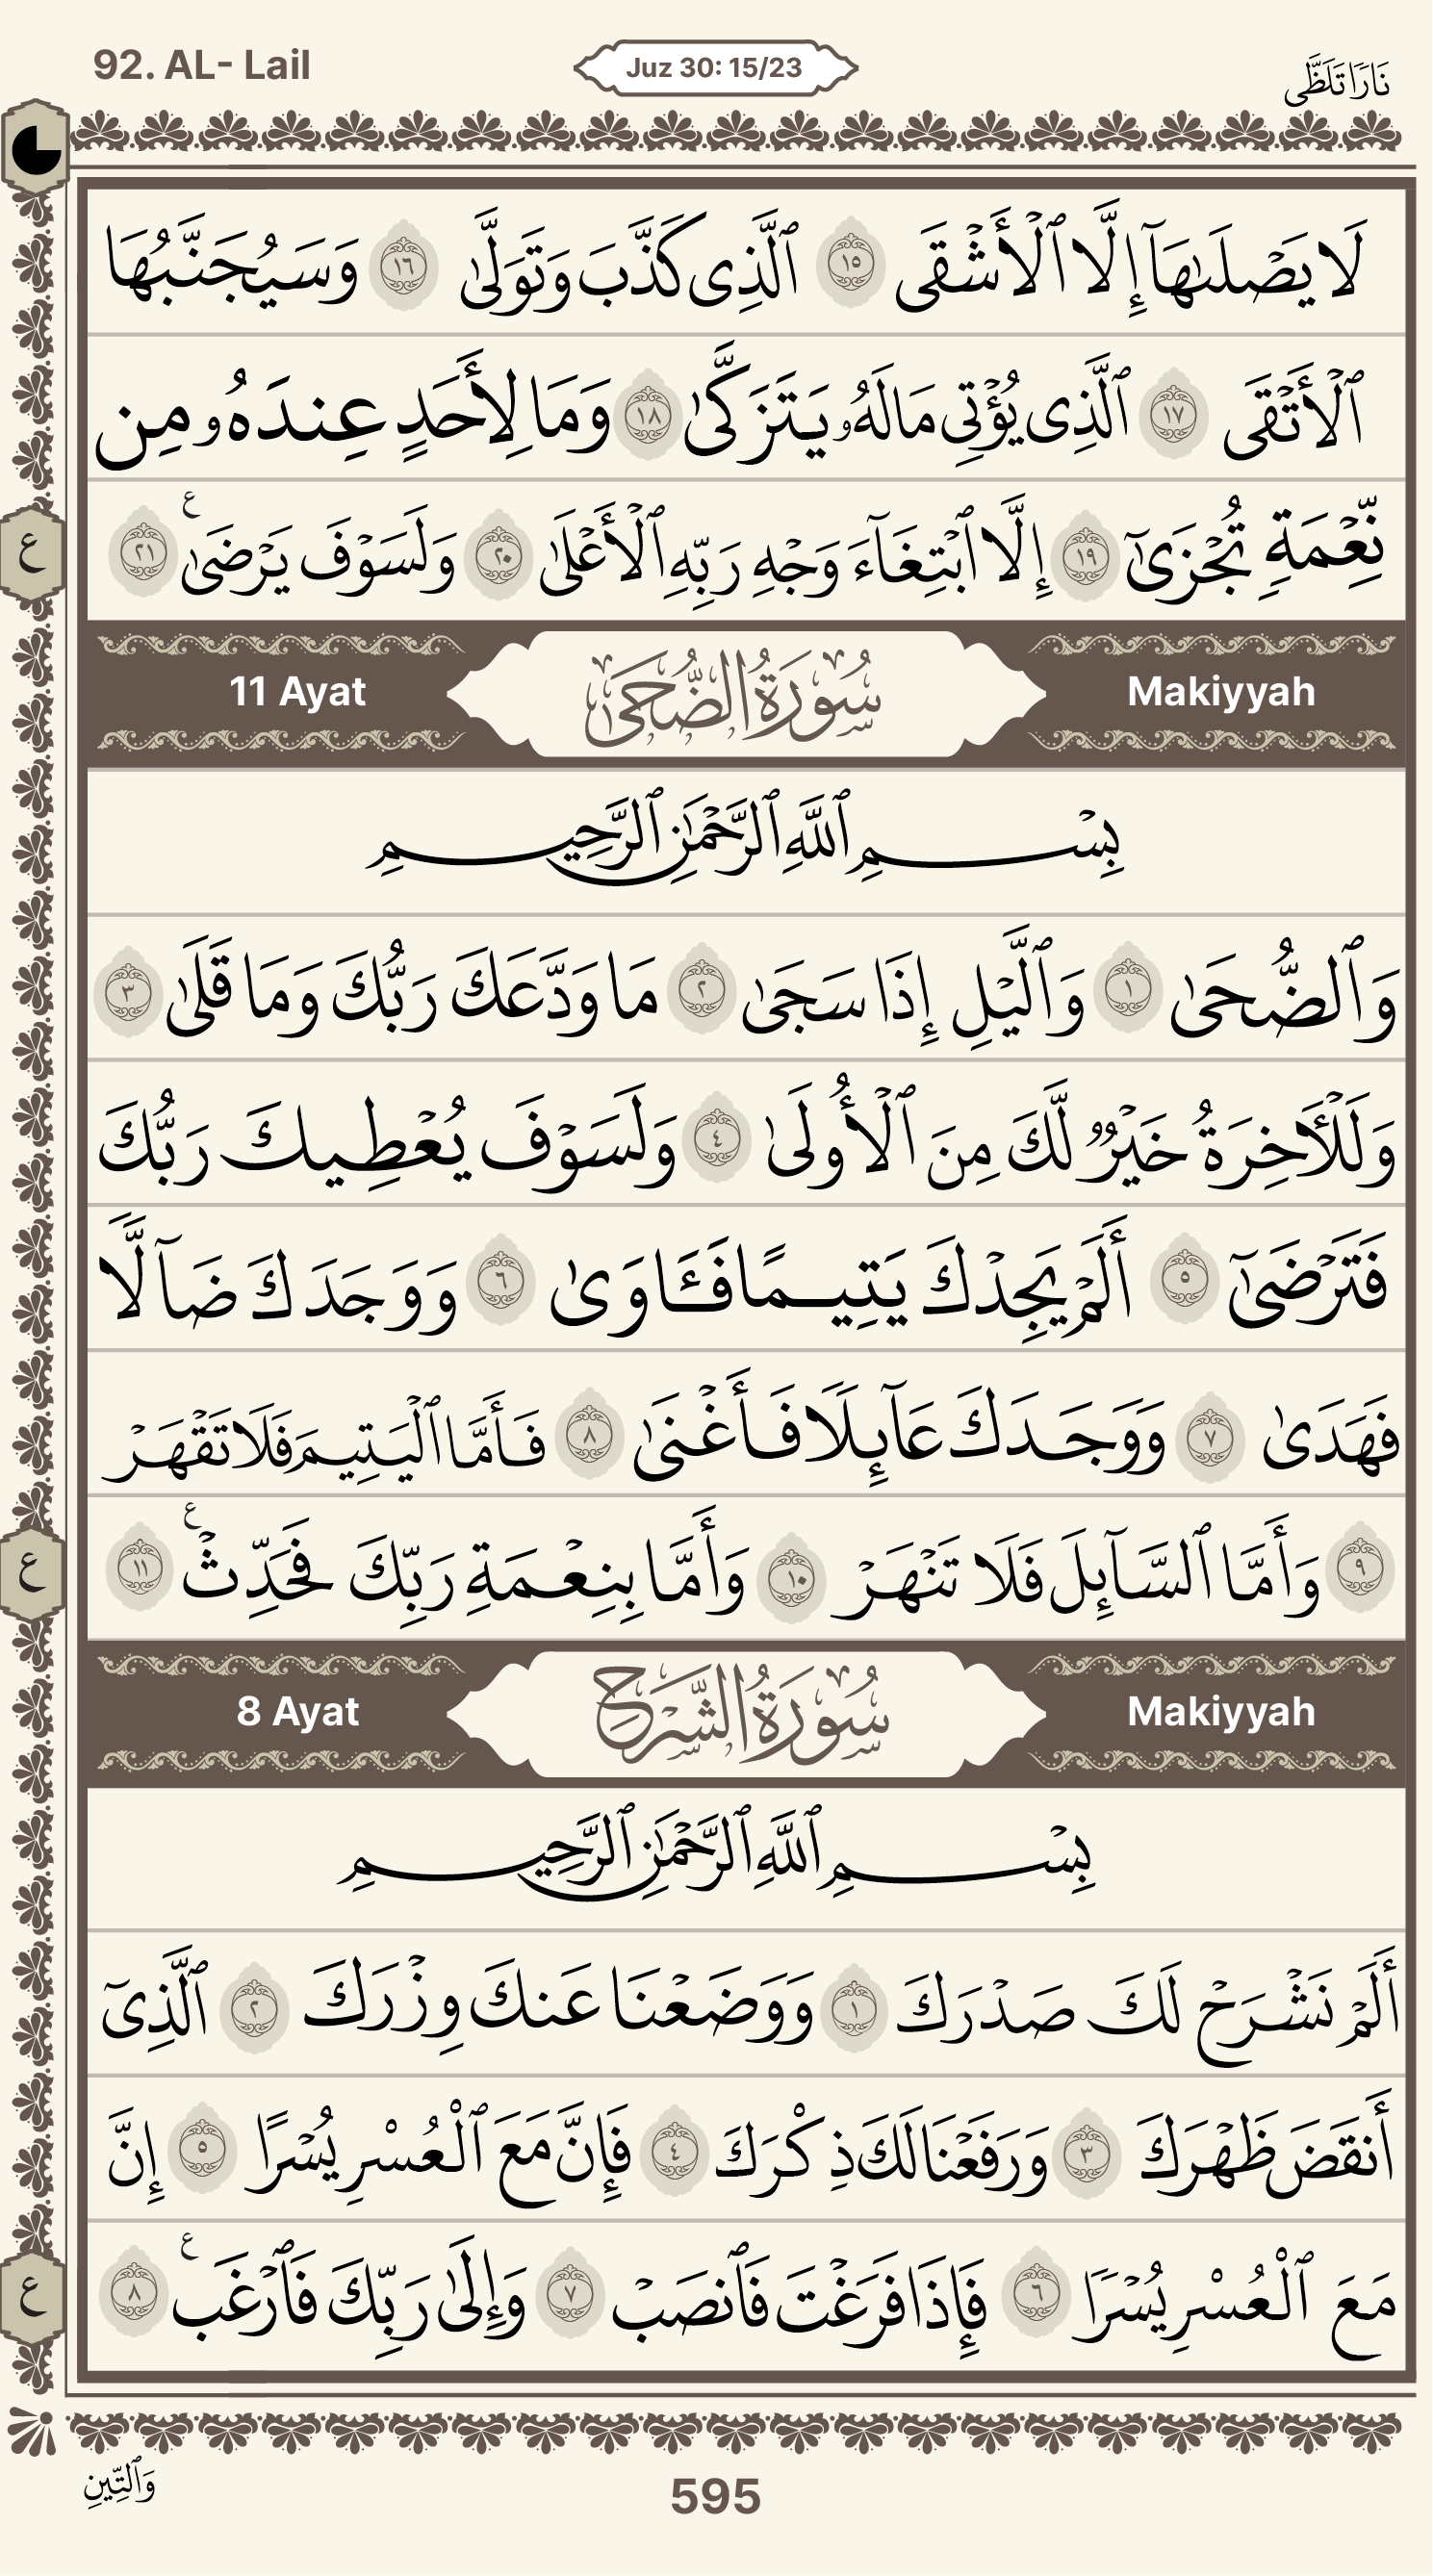 92. AL- Lail
Juz 30: 15/23
نَارًا تَلَظَّى
لَا يَصْلَىٰهَآ إِلَّا ٱلْأَشْقَى ١٥ ٱلَّذِى كَذَّبَ وَتَوَلَّىٰ ١٦ وَسَيُجَنَّبُهَا
ٱلْأَتْقَى ١٧ ٱلَّذِى يُؤْتِى مَالَهُۥ يَتَزَكَّىٰ ١٨ وَمَا لِأَحَدٍ عِندَهُۥ مِن
نِّعْمَةٍ تُجْزَىٰٓ ١٩ إِلَّا ٱبْتِغَآءَ وَجْهِ رَبِّهِ ٱلْأَعْلَىٰ ٢٠ وَلَسَوْفَ يَرْضَىٰ ع ٢١
ع
11 Ayat
سُورَةُ الضُّحَىٰ
Makiyyah
بِسْمِ ٱللَّهِ ٱلرَّحْمَٰنِ ٱلرَّحِيمِ
وَٱلضُّحَىٰ ١ وَٱلَّيْلِ إِذَا سَجَىٰ ٢ مَا وَدَّعَكَ رَبُّكَ وَمَا قَلَىٰ ٣
وَلَلْـَٔاخِرَةُ خَيْرٌ لَّكَ مِنَ ٱلْأُولَىٰ ٤ وَلَسَوْفَ يُعْطِيكَ رَبُّكَ
فَتَرْضَىٰٓ ٥ أَلَمْ يَجِدْكَ يَتِيمًا فَـَٔاوَىٰ ٦ وَوَجَدَكَ ضَآلًّا
فَهَدَىٰ ٧ وَوَجَدَكَ عَآئِلًا فَأَغْنَىٰ ٨ فَأَمَّا ٱلْيَتِيمَ فَلَا تَقْهَرْ
٩ وَأَمَّا ٱلسَّآئِلَ فَلَا تَنْهَرْ ١٠ وَأَمَّا بِنِعْمَةِ رَبِّكَ فَحَدِّثْ ع ١١
ع
8 Ayat
سُورَةُ الشَّرْحِ
Makiyyah
بِسْمِ ٱللَّهِ ٱلرَّحْمَٰنِ ٱلرَّحِيمِ
أَلَمْ نَشْرَحْ لَكَ صَدْرَكَ ١ وَوَضَعْنَا عَنكَ وِزْرَكَ ٢ ٱلَّذِىٓ
أَنقَضَ ظَهْرَكَ ٣ وَرَفَعْنَا لَكَ ذِكْرَكَ ٤ فَإِنَّ مَعَ ٱلْعُسْرِ يُسْرًا ٥ إِنَّ
مَعَ ٱلْعُسْرِ يُسْرًا ٦ فَإِذَا فَرَغْتَ فَٱنصَبْ ٧ وَإِلَىٰ رَبِّكَ فَٱرْغَب ع ٨
ع
وَٱلتِّينِ
595